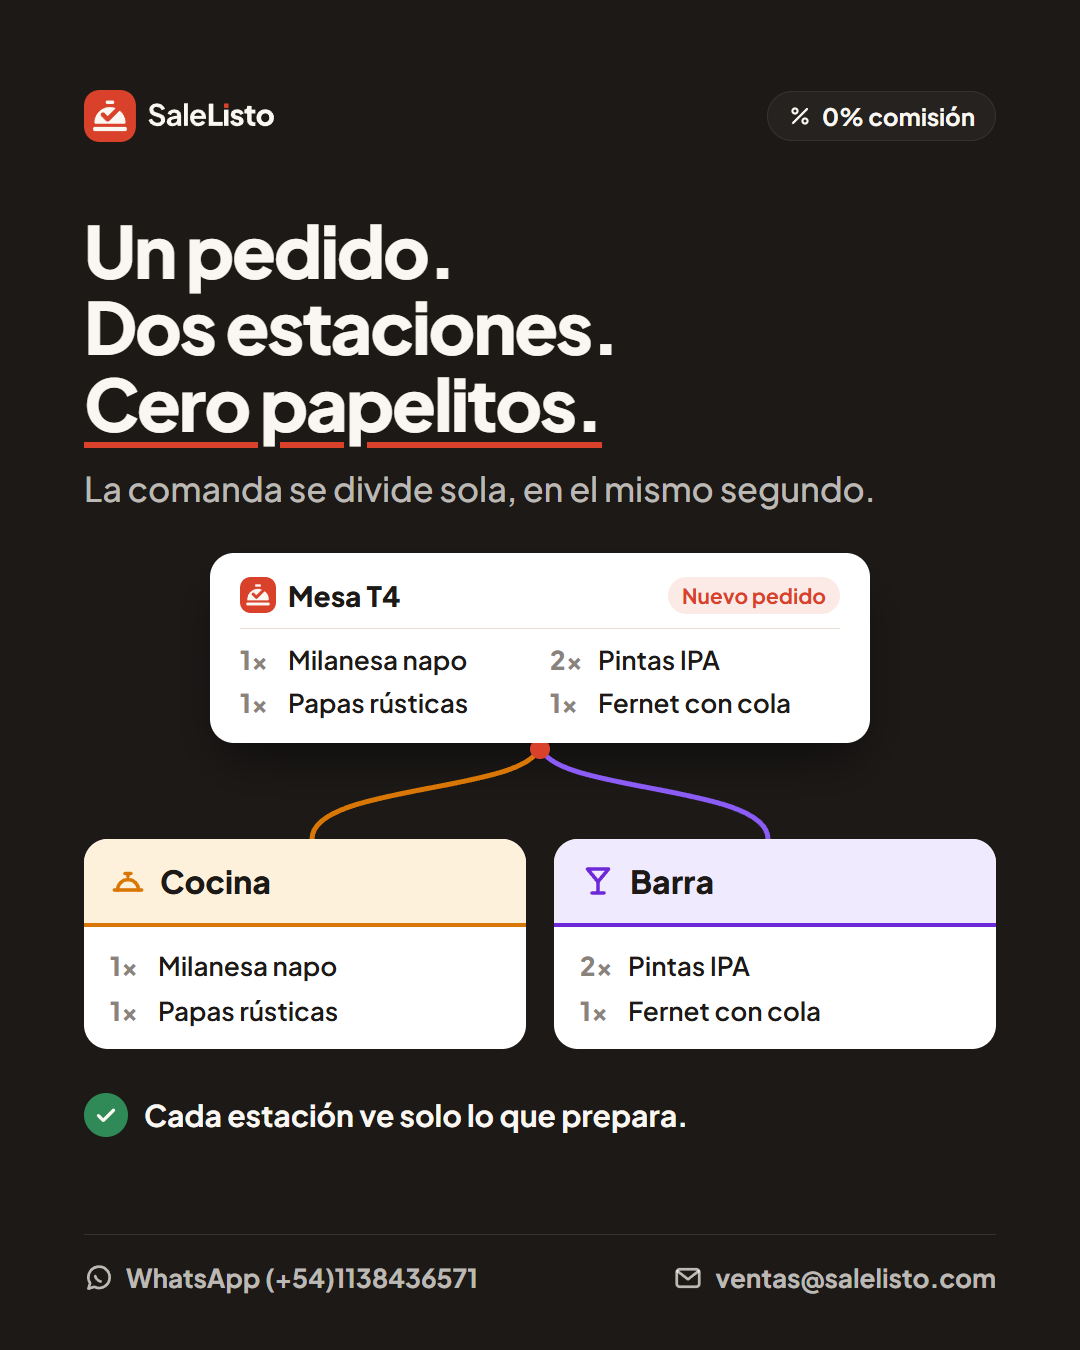 SaleListo
0% comisión
Un pedido.
Dos estaciones.
Cero papelitos.
La comanda se divide sola, en el mismo segundo.
Mesa T4
Nuevo pedido
1× Milanesa napo
2× Pintas IPA
1× Papas rústicas
1× Fernet con cola
Cocina
1× Milanesa napo
1× Papas rústicas
Barra
2× Pintas IPA
1× Fernet con cola
Cada estación ve solo lo que prepara.
WhatsApp (+54)1138436571
ventas@salelisto.com